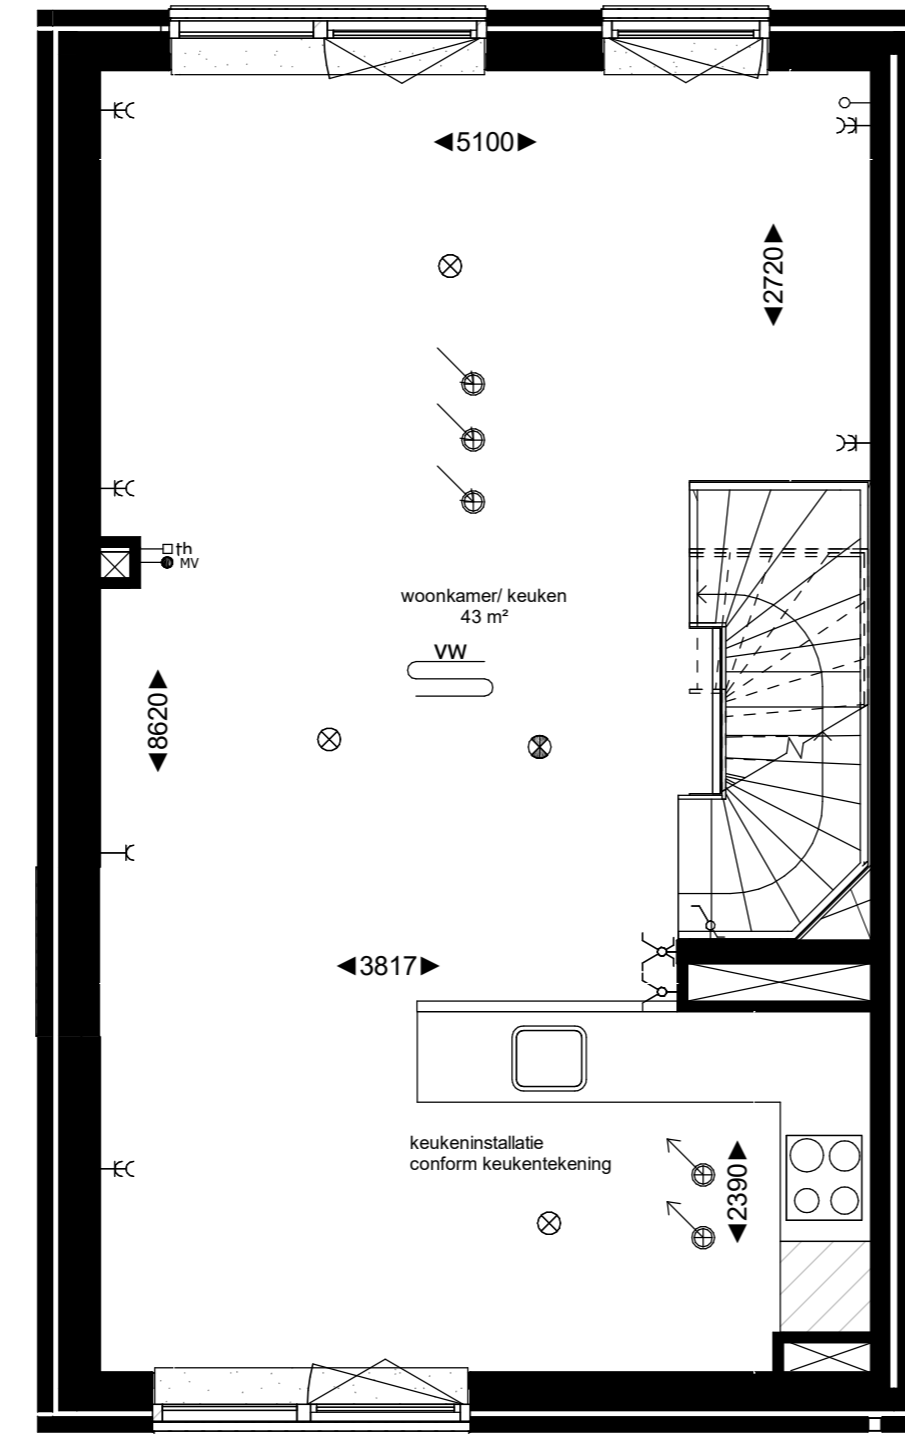 ◄5100►
◄2720►
th
MV
woonkamer/ keuken
43 m²
VW
◄8620►
◄3817►
keukeninstallatie
conform keukentekening
◄2390►